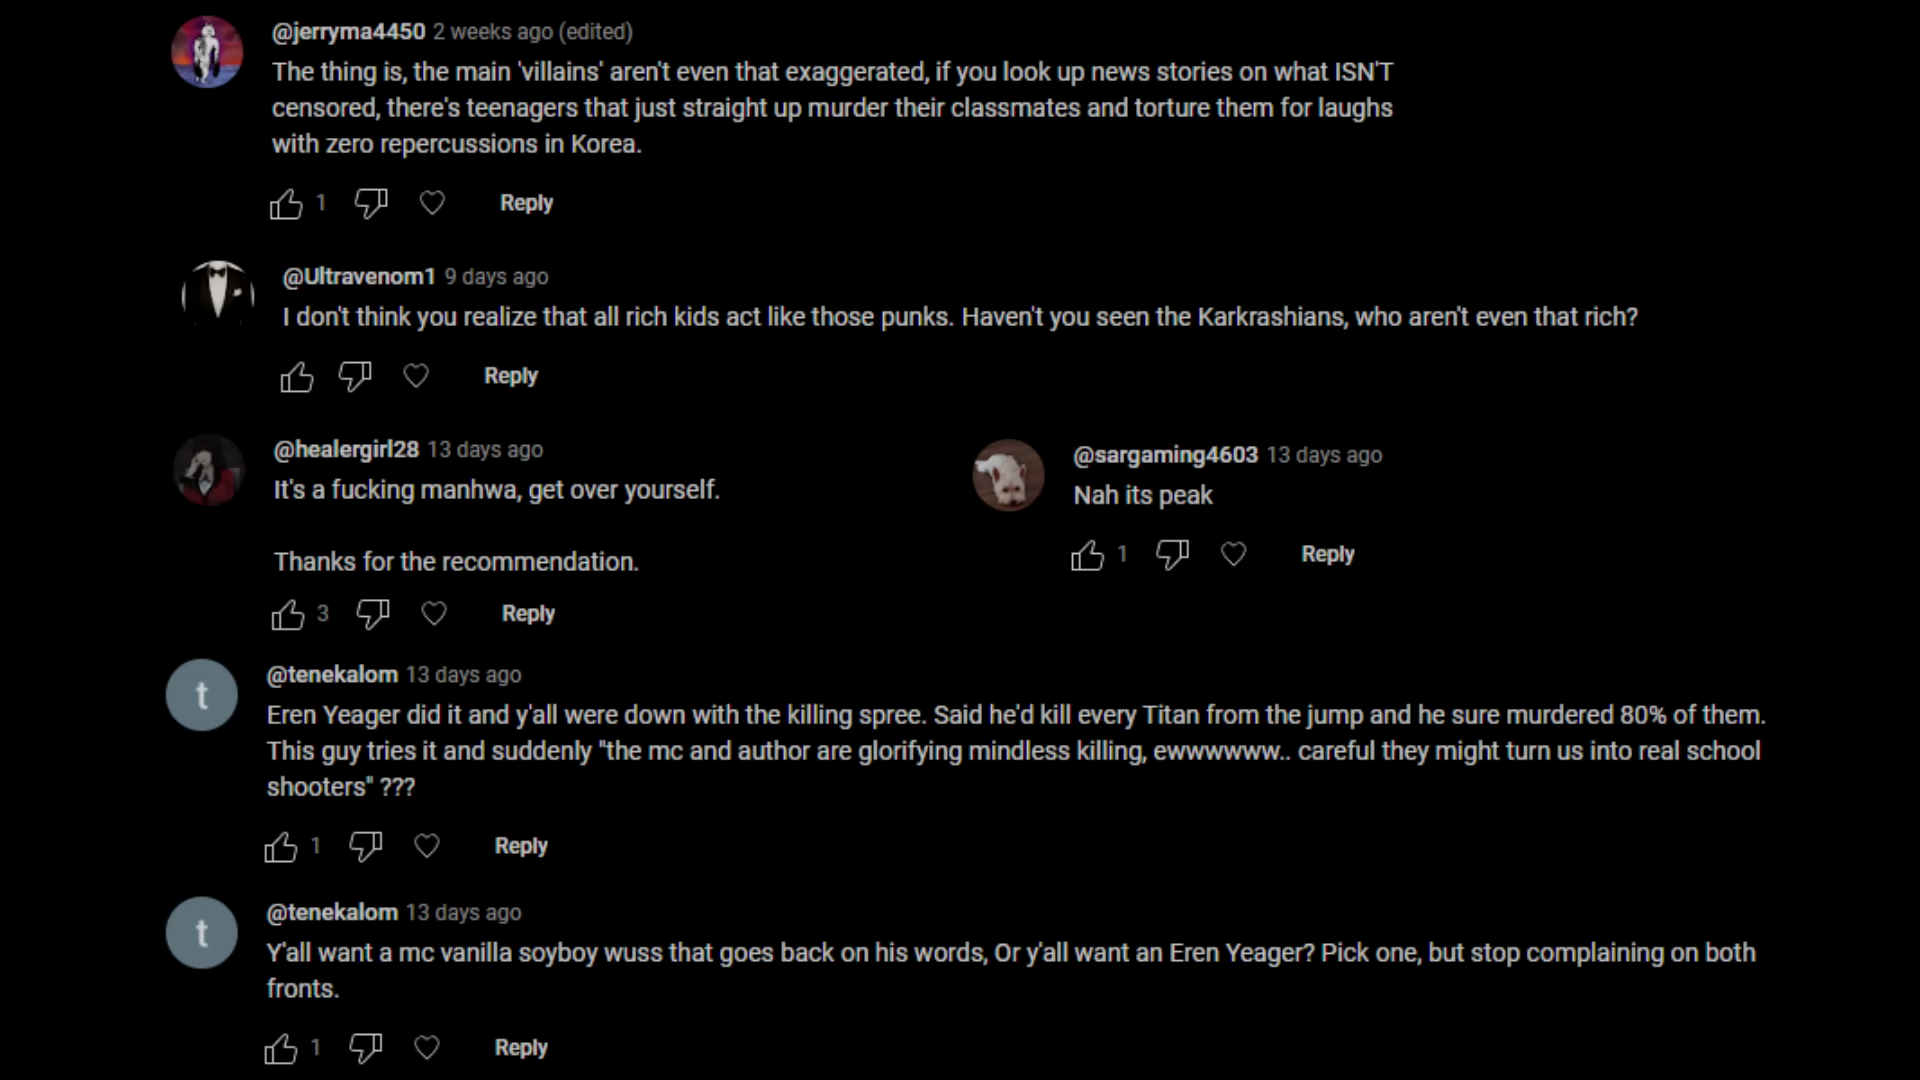 @jerryma4450 2 weeks ago (edited)
The thing is, the main 'villains' aren't even that exaggerated, if you look up news stories on what ISN'T
censored, there's teenagers that just straight up murder their classmates and torture them for laughs
with zero repercussions in Korea.
1 Reply
@Ultravenom1 9 days ago
I don't think you realize that all rich kids act like those punks. Haven't you seen the Karkrashians, who aren't even that rich?
Reply
@healergirl28 13 days ago
It's a fucking manhwa, get over yourself.
Thanks for the recommendation.
3 Reply
@sargaming4603 13 days ago
Nah its peak
1 Reply
t
@tenekalom 13 days ago
Eren Yeager did it and y'all were down with the killing spree. Said he'd kill every Titan from the jump and he sure murdered 80% of them.
This guy tries it and suddenly "the mc and author are glorifying mindless killing, ewwwwww.. careful they might turn us into real school
shooters" ???
1 Reply
t
@tenekalom 13 days ago
Y'all want a mc vanilla soyboy wuss that goes back on his words, Or y'all want an Eren Yeager? Pick one, but stop complaining on both
fronts.
1 Reply